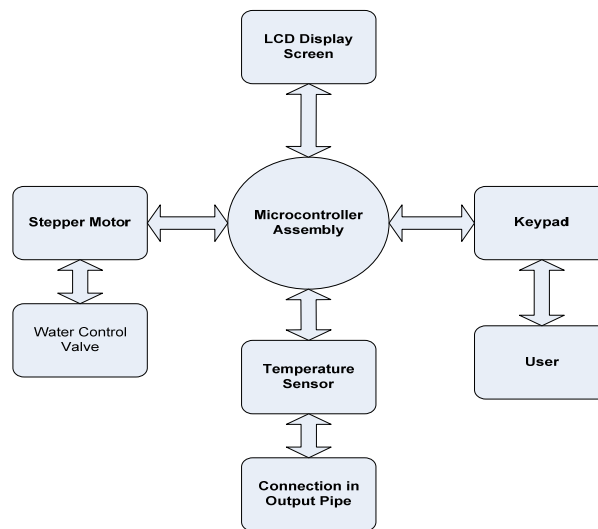 LCD Display
Screen
Stepper Motor
Microcontroller
Assembly
Keypad
Water Control
Valve
Temperature
Sensor
User
Connection in
Output Pipe